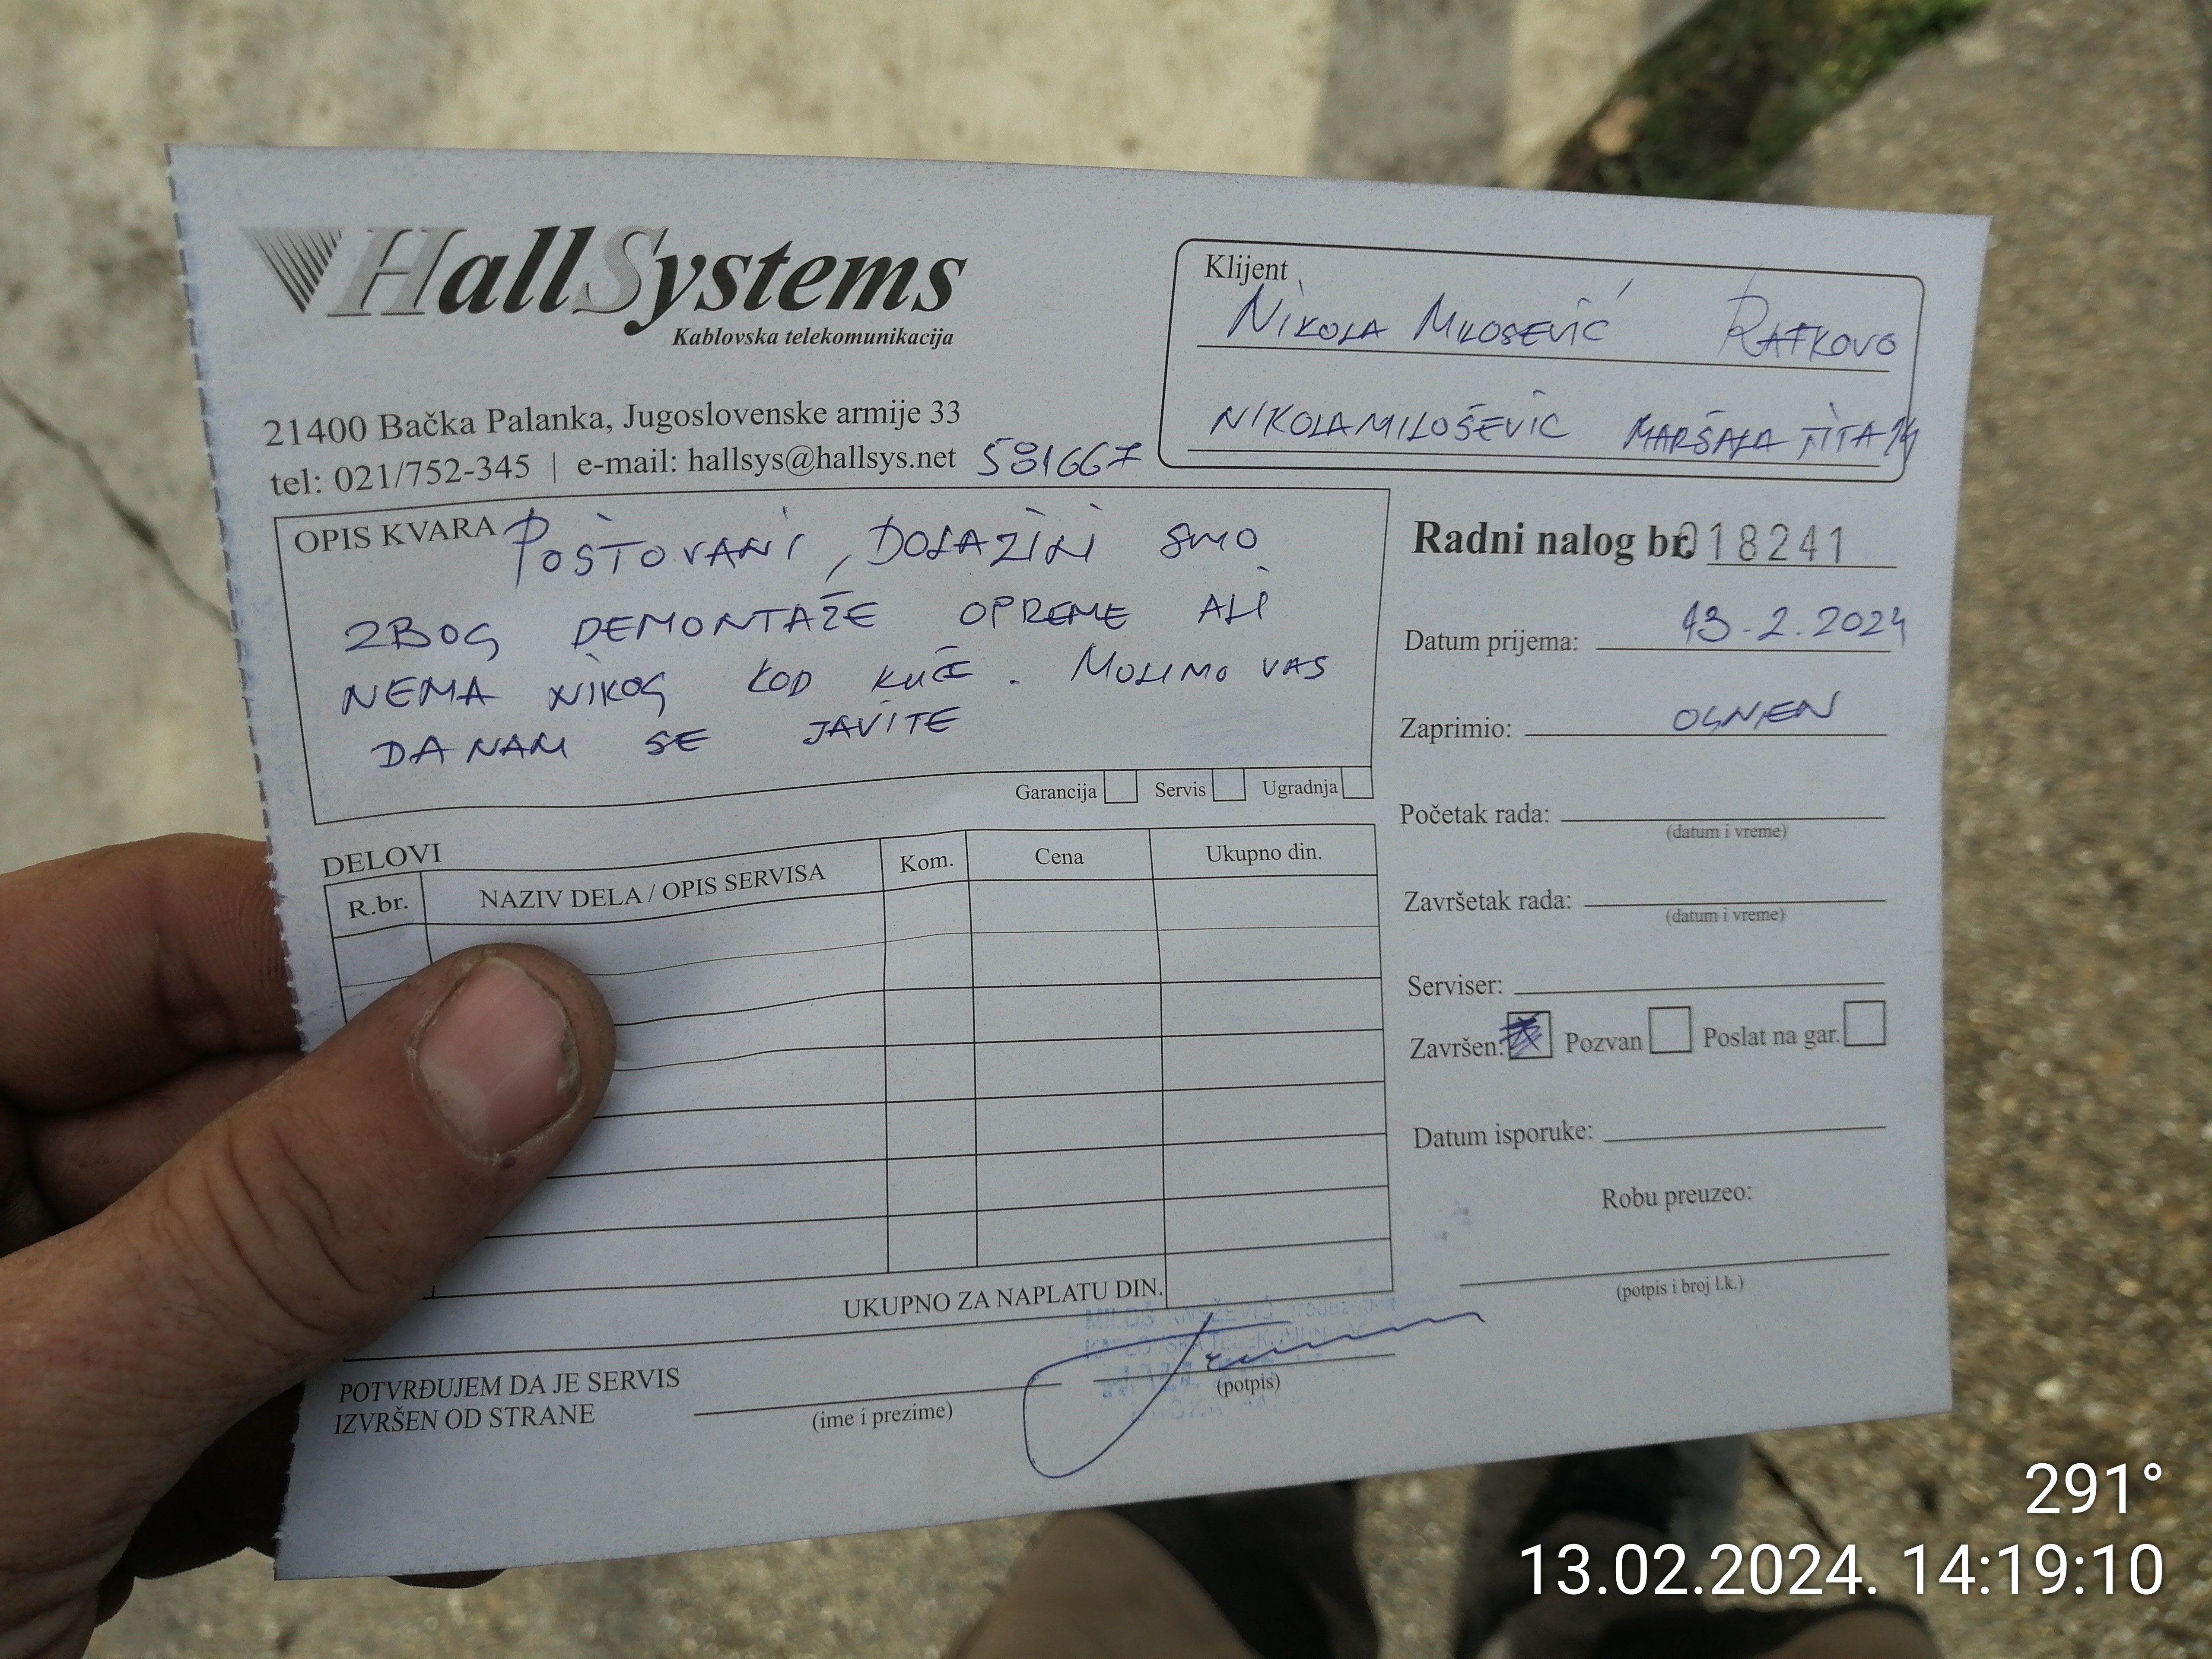 HallSystems
Kablovska telekomunikacija
21400 Bačka Palanka, Jugoslovenske armije 33
tel: 021/752-345 | e-mail: hallsys@hallsys.net 581667
Klijent
NIKOLA MILOSEVIĆ RATKOVO
NIKOLAMILOŠEVIC MARŠALA TITA
OPIS KVARA POŠTOVANI, DOLAZILI SMO
ZBOG DEMONTAŽE OPREME ALI
NEMA NIKOG KOD KUĆE. MOLIMO VAS
DA NAM SE JAVITE
Garancija Servis Ugradnja
Radni nalog br. 018241
Datum prijema: 13.2.2024
Zaprimio: OGNJEN
Početak rada:
(datum i vreme)
Završetak rada:
(datum i vreme)
Serviser:
Završen: Pozvan Poslat na gar.
Datum isporuke:
Robu preuzeo:
(potpis i broj l.k.)
DELOVI
R.br. NAZIV DELA / OPIS SERVISA Kom. Cena Ukupno din.
UKUPNO ZA NAPLATU DIN.
MILOŠ KNEŽEVIĆ
POTVRĐUJEM DA JE SERVIS
IZVRŠEN OD STRANE
(ime i prezime)
(potpis)
291°
13.02.2024. 14:19:10